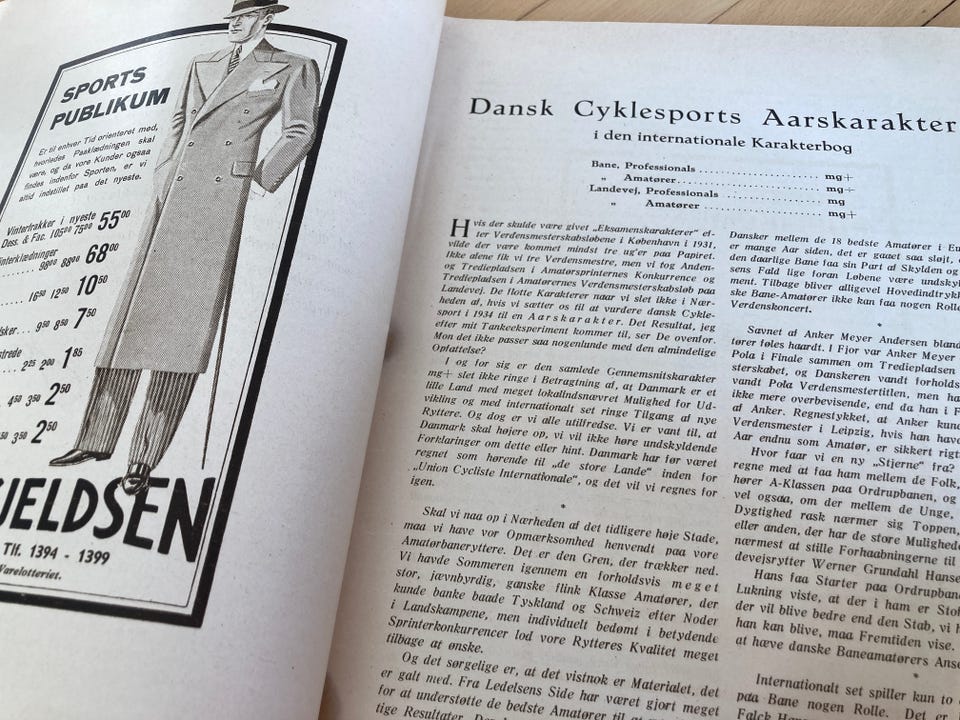 SPORTS
PUBLIKUM
Er til enhver Tid orienteret med,
hvorledes Paaklædningen skal
være, og da vore Kunder ogsaa
findes indenfor Sporten, er vi
altid indstillet paa det nyeste.
Vinterfrakker i nyeste
Dess. & Fac. 105⁰⁰ 75⁰⁰ 55⁰⁰
98⁰⁰ 88⁰⁰ 68⁰⁰
16⁵⁰ 12⁵⁰ 10⁵⁰
9⁵⁰ 8⁵⁰ 7⁵⁰
2²⁵ 2⁰⁰ 1⁸⁵
4⁵⁰ 3⁵⁰ 2⁵⁰
3⁵⁰ 2⁵⁰
JELDSEN
Tlf. 1394 - 1399
Varelotteriet.
Dansk Cyklesports Aarskarakter
i den internationale Karakterbog
Bane, Professionals .................... mg+
„ Amatører........................ mg+
Landevej, Professionals ................ mg
„ Amatører .................... mg+
Hvis der skulde være givet „Eksamenskarakterer" ef-
ter Verdensmesterskabsløbene i København i 1931,
vilde der være kommet mindst tre ug'er paa Papiret.
Ikke alene fik vi tre Verdensmestre, men vi tog Anden-
og Trediepladsen i Amatørsprinternes Konkurrence og
Trediepladsen i Amatørernes Verdensmesterskabsløb paa
Landevej. De flotte Karakterer naar vi slet ikke i Nær-
heden af, hvis vi sætter os til at vurdere dansk Cykle-
sport i 1934 til en Aarskarakter. Det Resultat, jeg
efter mit Tankeeksperiment kommer til, ser De ovenfor.
Mon det ikke passer saa nogenlunde med den almindelige
Opfattelse?
I og for sig er den samlede Gennemsnitskarakter
mg+ slet ikke ringe i Betragtning af, at Danmark er et
lille Land med meget lokalindsnævret Mulighed for Ud-
vikling og med internationalt set ringe Tilgang af nye
Ryttere. Og dog er vi alle utilfredse. Vi er vant til, at
Danmark skal højere op, vi vil ikke høre undskyldende
Forklaringer om dette eller hint. Danmark har før været
regnet som hørende til „de store Lande" inden for
„Union Cycliste Internationale", og det vil vi regnes for
igen.
*
Skal vi naa op i Nærheden af det tidligere høje Stade,
maa vi have vor Opmærksomhed henvendt paa vore
Amatørbaneryttere. Det er den Gren, der trækker ned.
Vi havde Sommeren igennem en forholdsvis meget
stor, jævnbyrdig, ganske flink Klasse Amatører, der
kunde banke baade Tyskland og Schweiz efter Noder
i Landskampene, men individuelt bedømt i betydende
Sprinterkonkurrencer lod vore Rytteres Kvalitet meget
tilbage at ønske.
Og det sørgelige er, at det vistnok er Materialet, det
er galt med. Fra Ledelsens Side har været gjort meget
for at understøtte de bedste Amatører til at
tige Resultater.
Dansker mellem de 18 bedste Amatører i
er mange Aar siden, det er gaaet saa sløjt,
den daarlige Bane faa sin Part af Skylden og
sens Fald lige foran Løbene være
ment. Tilbage bliver alligevel
ske Bane-Amatører ikke kan faa nogen Rolle
Verdenskoncert.
*
Savnet af Anker Meyer Andersen
tører føles haardt. I Fjor var Anker Meyer
Pola i Finale sammen om Trediepladsen
sterskabet, og Danskeren vandt
vandt Pola Verdensmestertitlen, men
ikke mere overbevisende, end da han i
af Anker. Regnestykket, at Anker
Verdensmester i Leipzig, hvis han
Aar endnu som Amatør, er sikkert
Hvor faar vi en ny „Stjerne" fra?
regne med at faa ham mellem de Folk,
hører A-Klassen paa Ordrupbanen, og
vel ogsaa, om der mellem de Unge,
Dygtighed rask nærmer sig Toppen,
eller anden, der har de store
nærmest at stille Forhaabningerne til
devejsrytter Werner Grundahl
Hans faa Starter paa
Lukning viste, at der i ham er
der vil blive bedre end den Stab, vi
han kan blive, maa Fremtiden vise.
at hæve danske Baneamatørers
*
Internationalt set spiller kun to
paa Bane nogen Rolle. Det er
Falck